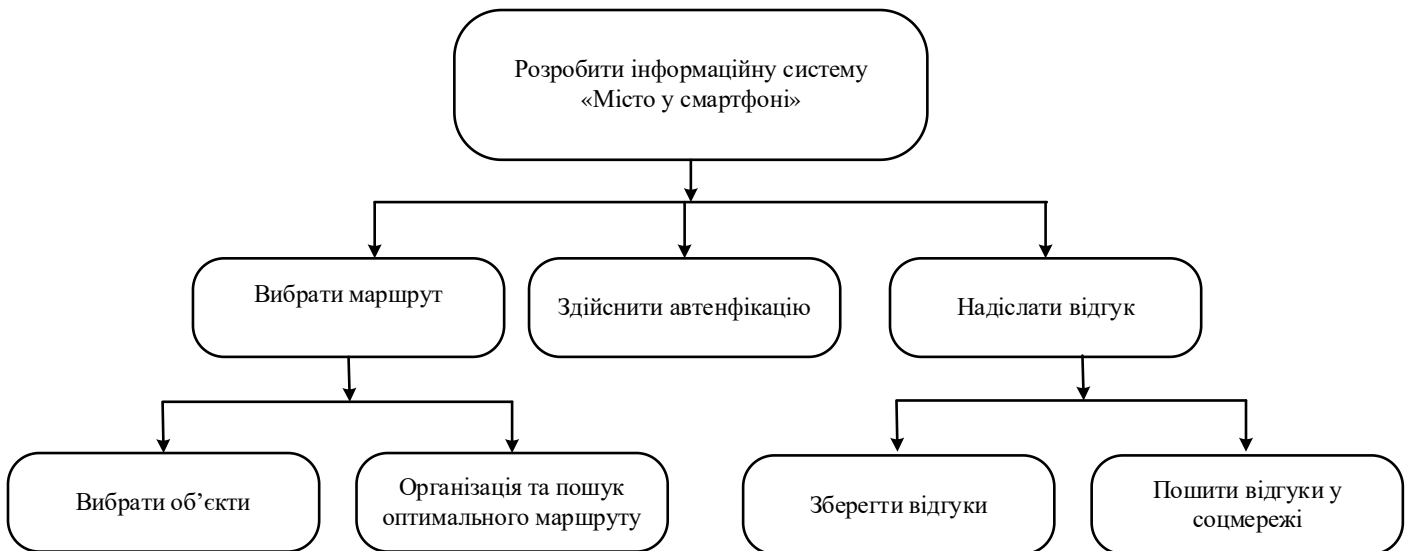 Розробити інформаційну систему
«Місто у смартфоні»
Вибрати маршрут
Здійснити автенфікацію
Надіслати відгук
Вибрати об’єкти
Організація та пошук
оптимального маршруту
Зберегти відгуки
Пошити відгуки у
соцмережі